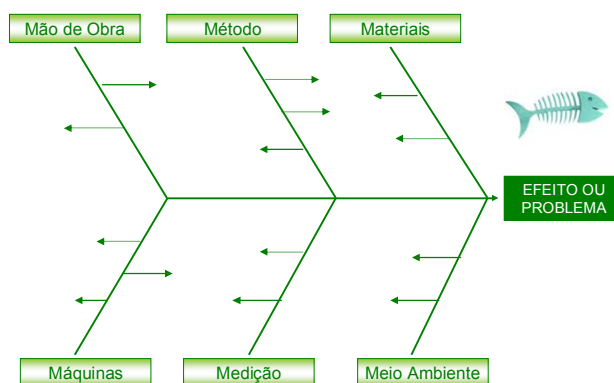 Mão de Obra
Método
Materiais
EFEITO OU
PROBLEMA
Máquinas
Medição
Meio Ambiente